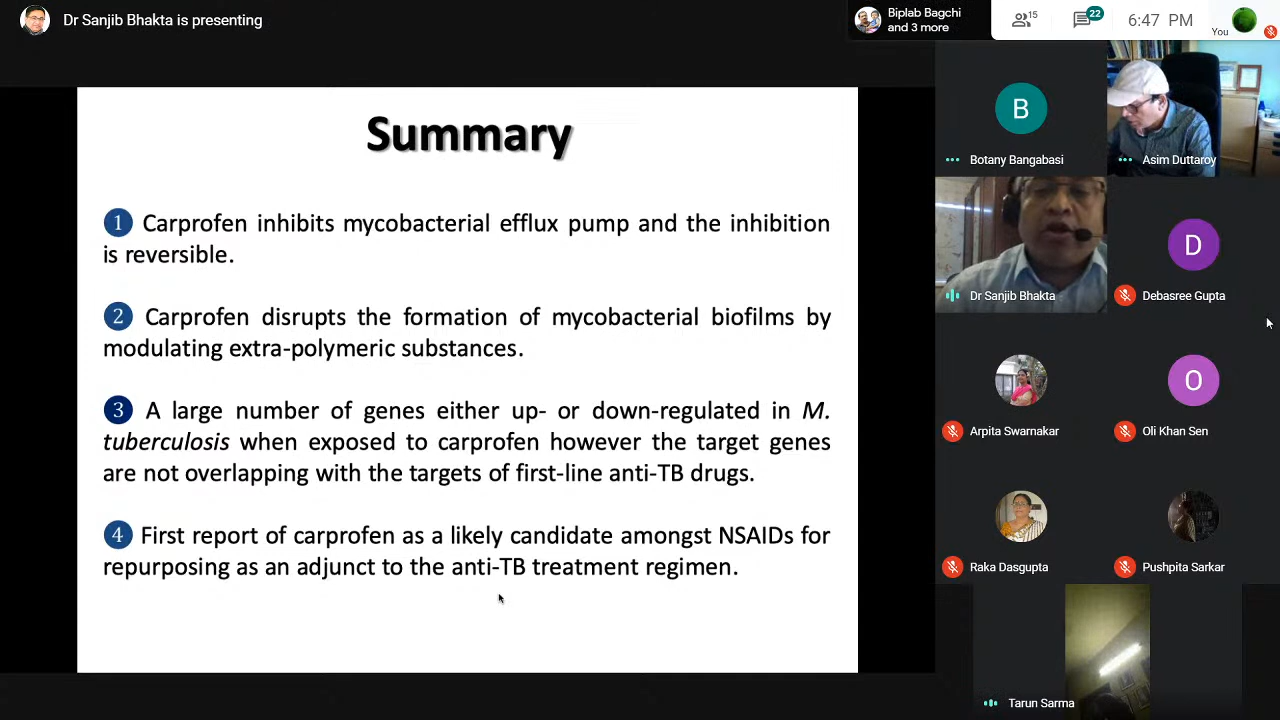 Dr Sanjib Bhakta is presenting
Biplab Bagchi
and 3 more
15
22
6:47 PM
You
Summary
1 Carprofen inhibits mycobacterial efflux pump and the inhibition
is reversible.
2 Carprofen disrupts the formation of mycobacterial biofilms by
modulating extra-polymeric substances.
3 A large number of genes either up- or down-regulated in M.
tuberculosis when exposed to carprofen however the target genes
are not overlapping with the targets of first-line anti-TB drugs.
4 First report of carprofen as a likely candidate amongst NSAIDs for
repurposing as an adjunct to the anti-TB treatment regimen.
B
Botany Bangabasi
Asim Duttaroy
Dr Sanjib Bhakta
D
Debasree Gupta
Arpita Swarnakar
O
Oli Khan Sen
Raka Dasgupta
Pushpita Sarkar
Tarun Sarma